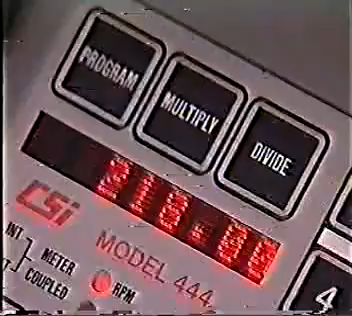 PROGRAM
MULTIPLY
DIVIDE
CSi
MODEL 444
INT
METER
COUPLED
RPM
4